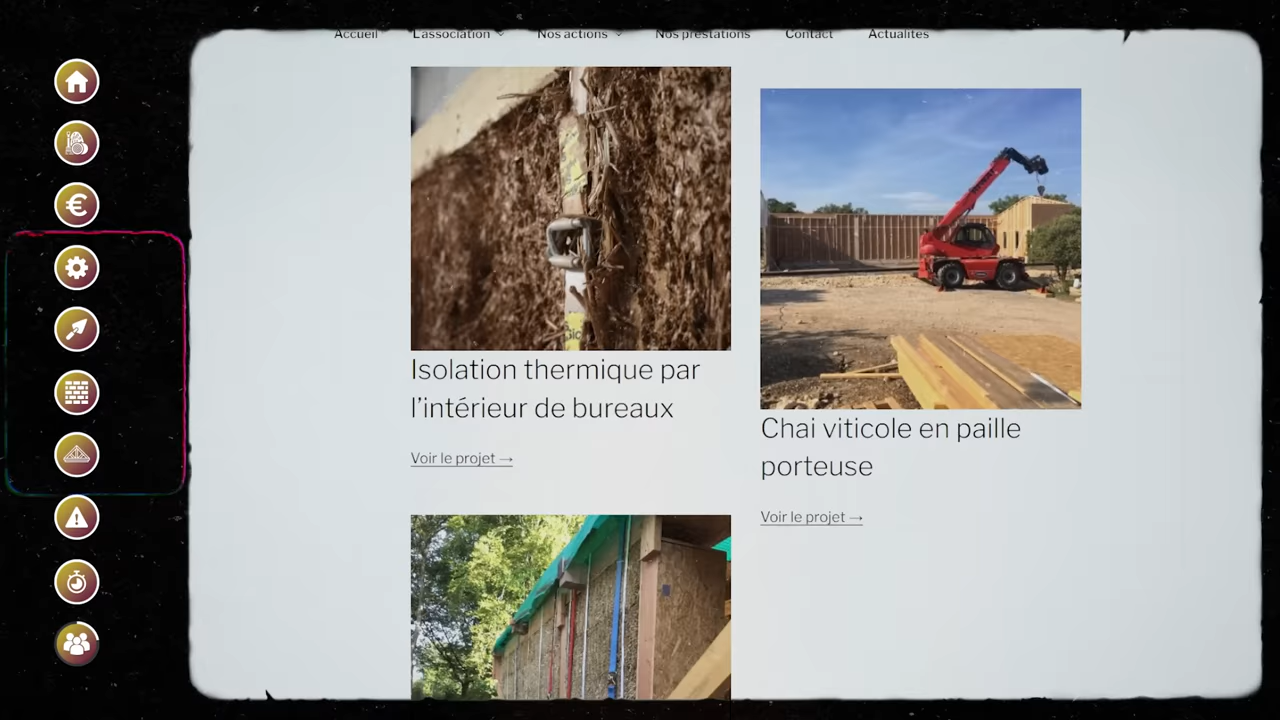 Accueil L'association Nos actions Nos prestations Contact Actualités
Isolation thermique par
l'intérieur de bureaux
Voir le projet →
Chai viticole en paille
porteuse
Voir le projet →